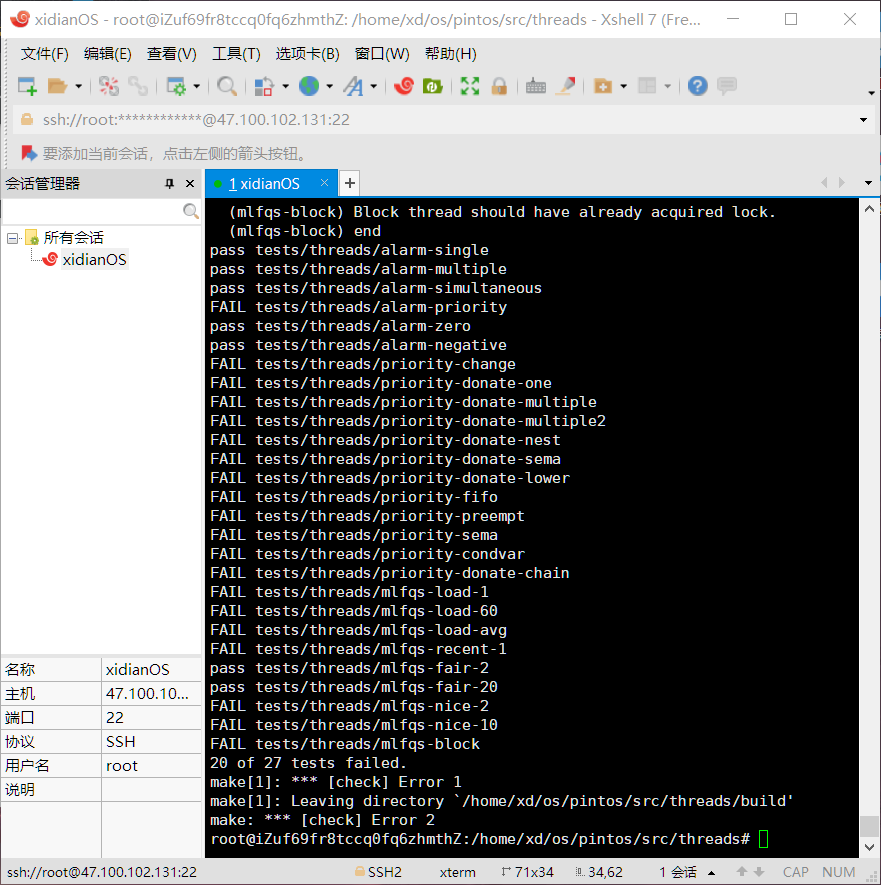 xidianOS - root@iZuf69fr8tccq0fq6zhmthZ: /home/xd/os/pintos/src/threads - Xshell 7 (Fre...
文件(F) 编辑(E) 查看(V) 工具(T) 选项卡(B) 窗口(W) 帮助(H)
ssh://root:************@47.100.102.131:22
要添加当前会话，点击左侧的箭头按钮。
会话管理器
1 xidianOS
所有会话
xidianOS
(mlfqs-block) Block thread should have already acquired lock.
(mlfqs-block) end
pass tests/threads/alarm-single
pass tests/threads/alarm-multiple
pass tests/threads/alarm-simultaneous
FAIL tests/threads/alarm-priority
pass tests/threads/alarm-zero
pass tests/threads/alarm-negative
FAIL tests/threads/priority-change
FAIL tests/threads/priority-donate-one
FAIL tests/threads/priority-donate-multiple
FAIL tests/threads/priority-donate-multiple2
FAIL tests/threads/priority-donate-nest
FAIL tests/threads/priority-donate-sema
FAIL tests/threads/priority-donate-lower
FAIL tests/threads/priority-fifo
FAIL tests/threads/priority-preempt
FAIL tests/threads/priority-sema
FAIL tests/threads/priority-condvar
FAIL tests/threads/priority-donate-chain
FAIL tests/threads/mlfqs-load-1
FAIL tests/threads/mlfqs-load-60
FAIL tests/threads/mlfqs-load-avg
FAIL tests/threads/mlfqs-recent-1
pass tests/threads/mlfqs-fair-2
pass tests/threads/mlfqs-fair-20
FAIL tests/threads/mlfqs-nice-2
FAIL tests/threads/mlfqs-nice-10
FAIL tests/threads/mlfqs-block
20 of 27 tests failed.
make[1]: *** [check] Error 1
make[1]: Leaving directory `/home/xd/os/pintos/src/threads/build'
make: *** [check] Error 2
root@iZuf69fr8tccq0fq6zhmthZ:/home/xd/os/pintos/src/threads#
名称 xidianOS
主机 47.100.10...
端口 22
协议 SSH
用户名 root
说明
ssh://root@47.100.102.131:22 SSH2 xterm 71x34 34,62 1 会话 CAP NUM